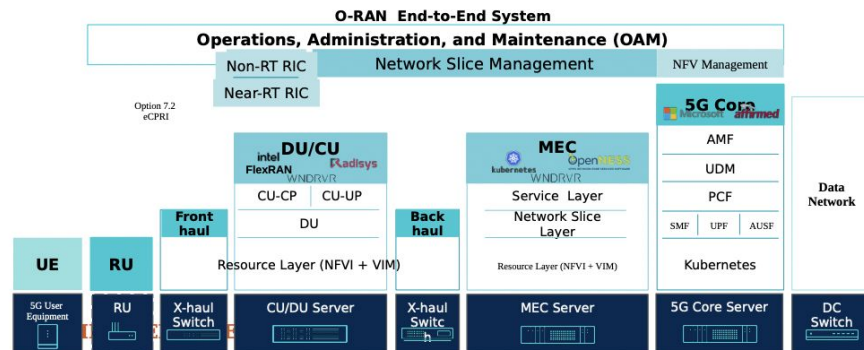 O-RAN End-to-End System
Operations, Administration, and Maintenance (OAM)
Non-RT RIC
Network Slice Management
NFV Management
Near-RT RIC
Option 7.2
eCPRI
5G Core
Microsoft
affirmed
DU/CU
intel
FlexRAN
Radisys
WNDRVR
MEC
kubernetes
OpenNESS
WNDRVR
AMF
UDM
PCF
SMF
UPF
AUSF
Kubernetes
CU-CP
CU-UP
DU
Resource Layer (NFVI + VIM)
Service Layer
Network Slice
Layer
Resource Layer (NFVI + VIM)
Data
Network
Front
haul
Back
haul
UE
RU
5G User
Equipment
RU
X-haul
Switch
CU/DU Server
X-haul
Switc
h
MEC Server
5G Core Server
DC
Switch